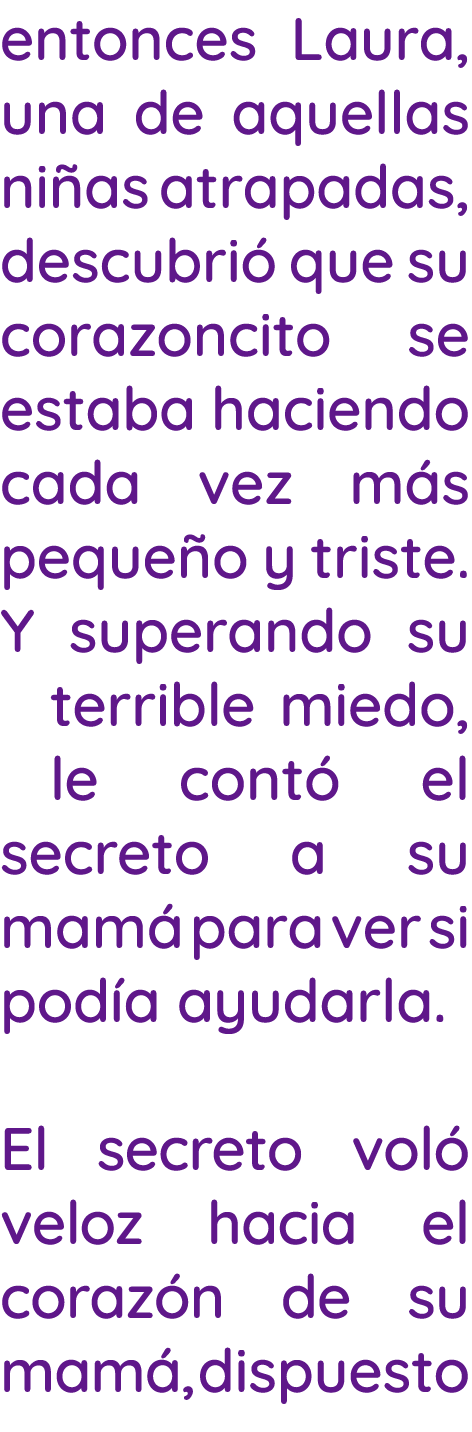 entonces Laura,
una de aquellas
niñas atrapadas,
descubrió que su
corazoncito se
estaba haciendo
cada vez más
pequeño y triste.
Y superando su
terrible miedo,
le contó el
secreto a su
mamá para ver si
podía ayudarla.
El secreto voló
veloz hacia el
corazón de su
mamá, dispuesto